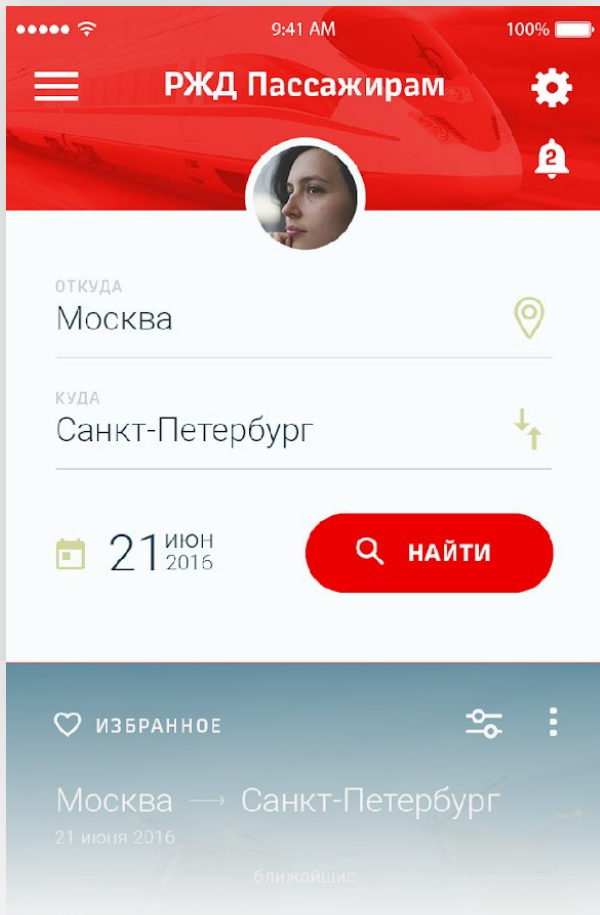 9:41 AM 100%
РЖД Пассажирам
2
ОТКУДА
Москва
КУДА
Санкт-Петербург
21 ИЮН
2016
НАЙТИ
ИЗБРАННОЕ
Москва → Санкт-Петербург
21 июня 2016
ближайшие